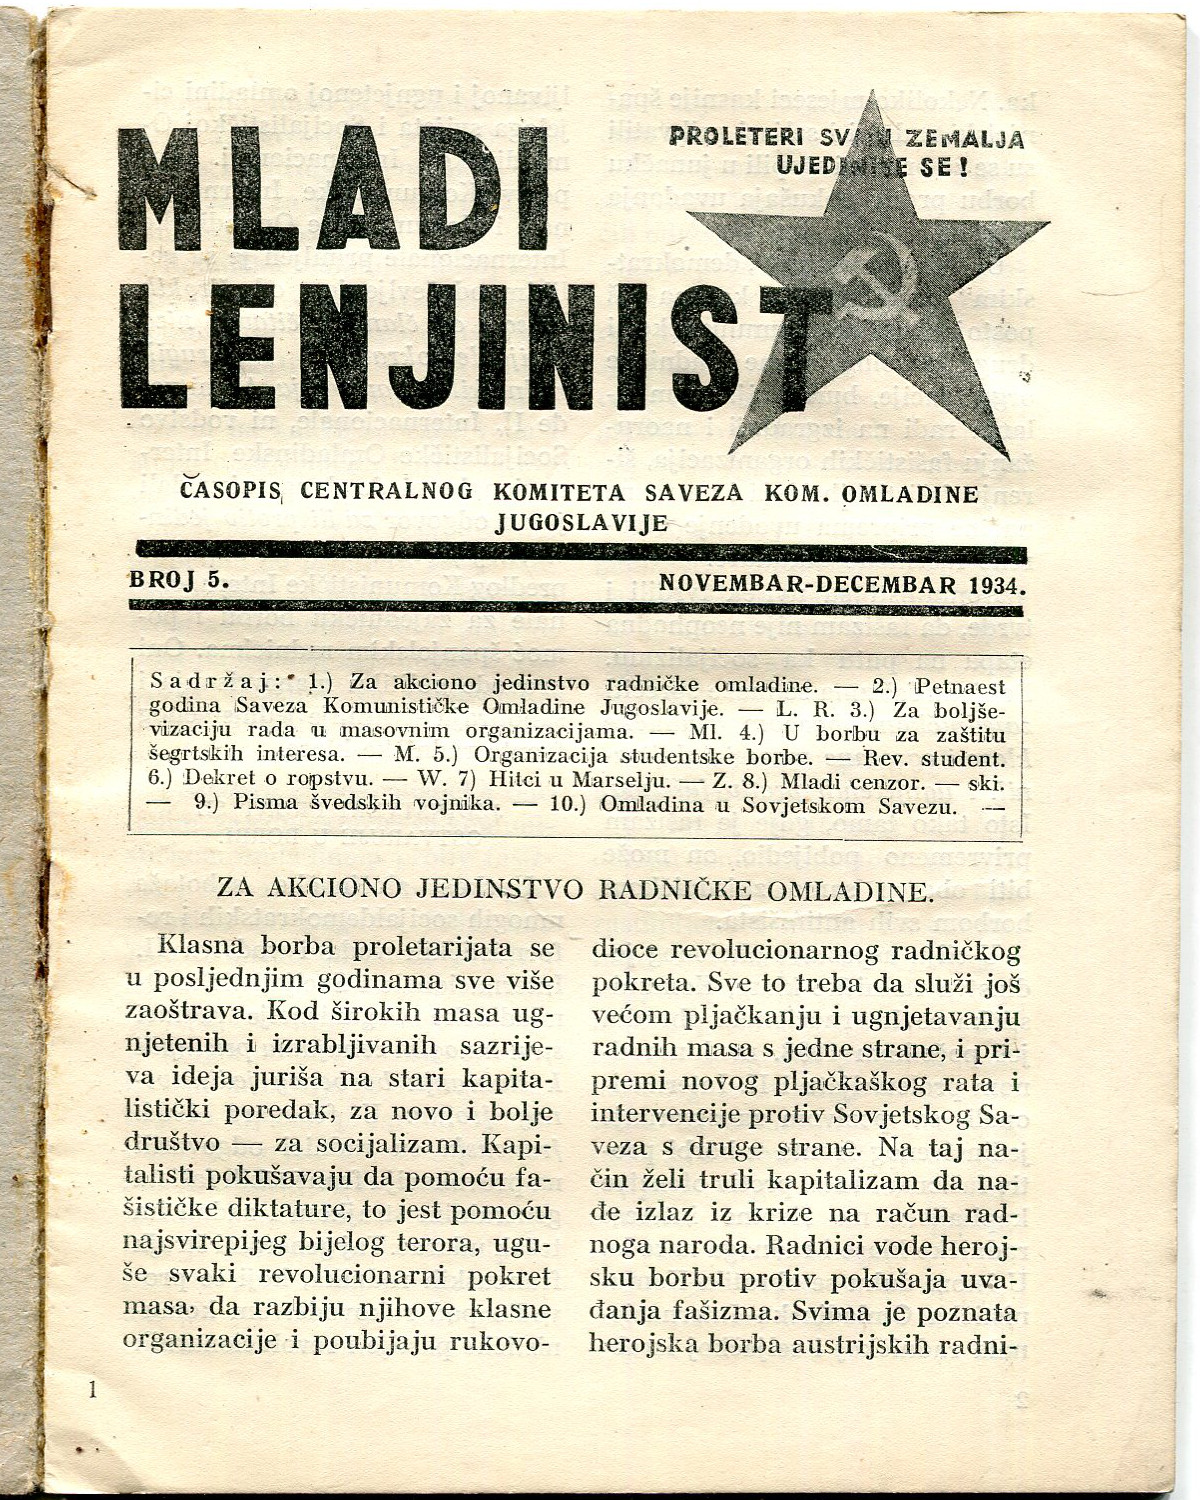 MLADI
LENJINIST
PROLETERI SVIJU ZEMALJA
UJEDINITE SE!
ČASOPIS CENTRALNOG KOMITETA SAVEZA KOM. OMLADINE
JUGOSLAVIJE
BROJ 5. NOVEMBAR-DECEMBAR 1934.
Sadržaj: 1.) Za akciono jedinstvo radničke omladine. — 2.) Petnaest
godina Saveza Komunističke Omladine Jugoslavije. — L. R. 3.) Za boljše-
vizaciju rada u masovnim organizacijama. — Ml. 4.) U borbu za zaštitu
šegrtskih interesa. — M. 5.) Organizacija studentske borbe. — Rev. student.
6.) Dekret o ropstvu. — W. 7) Hitci u Marselju. — Z. 8.) Mladi cenzor. — ski.
— 9.) Pisma švedskih vojnika. — 10.) Omladina u Sovjetskom Savezu. —
ZA AKCIONO JEDINSTVO RADNIČKE OMLADINE.
Klasna borba proletarijata se
u posljednjim godinama sve više
zaoštrava. Kod širokih masa ug-
njetenih i izrabljivanih sazrije-
va ideja juriša na stari kapita-
listički poredak, za novo i bolje
društvo — za socijalizam. Kapi-
talisti pokušavaju da pomoću fa-
šističke diktature, to jest pomoću
najsvirepijeg bijelog terora, ugu-
še svaki revolucionarni pokret
masa, da razbiju njihove klasne
organizacije i poubijaju rukovo-
dioce revolucionarnog radničkog
pokreta. Sve to treba da služi još
većom pljačkanju i ugnjetavanju
radnih masa s jedne strane, i pri-
premi novog pljačkaškog rata i
intervencije protiv Sovjetskog Sa-
veza s druge strane. Na taj na-
čin želi truli kapitalizam da na-
đe izlaz iz krize na račun rad-
noga naroda. Radnici vode heroj-
sku borbu protiv pokušaja uva-
đanja fašizma. Svima je poznata
herojska borba austrijskih radni-
1